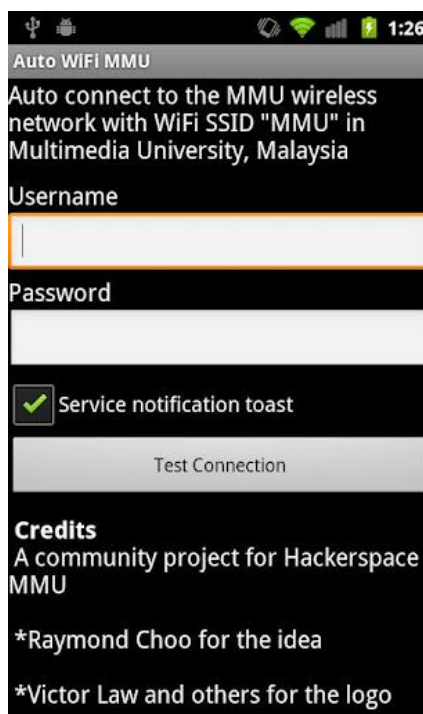 1:26
Auto WiFi MMU
Auto connect to the MMU wireless
network with WiFi SSID "MMU" in
Multimedia University, Malaysia
Username
Password
Service notification toast
Test Connection
Credits
A community project for Hackerspace
MMU
*Raymond Choo for the idea
*Victor Law and others for the logo